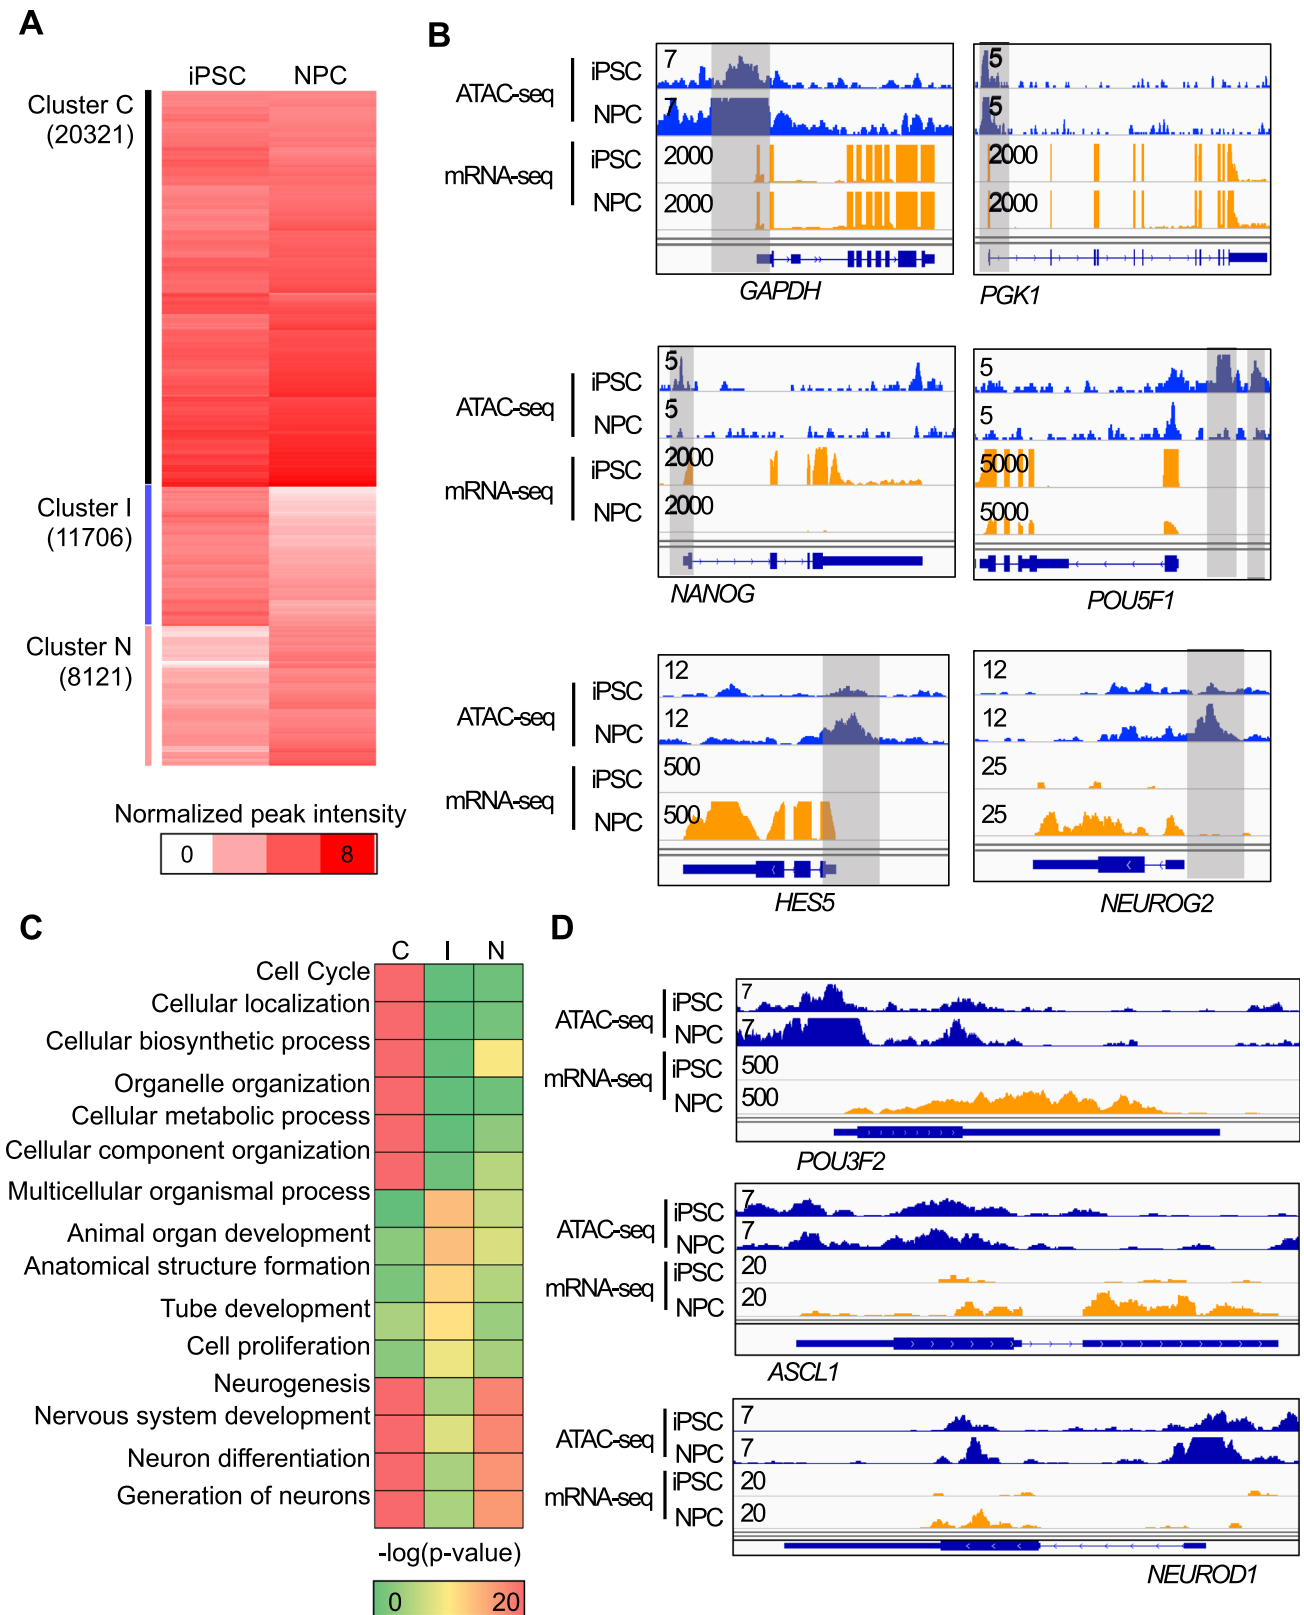 A
iPSC NPC
Cluster C
(20321)
Cluster I
(11706)
Cluster N
(8121)
Normalized peak intensity
0 8
B
ATAC-seq
iPSC
7
NPC
7
mRNA-seq
iPSC
2000
NPC
2000
GAPDH
5
5
2000
2000
PGK1
ATAC-seq
iPSC
5
NPC
5
mRNA-seq
iPSC
2000
NPC
2000
NANOG
5
5
5000
5000
POU5F1
ATAC-seq
iPSC
12
NPC
12
mRNA-seq
iPSC
500
NPC
500
HES5
12
12
25
25
NEUROG2
C
C I N
Cell Cycle
Cellular localization
Cellular biosynthetic process
Organelle organization
Cellular metabolic process
Cellular component organization
Multicellular organismal process
Animal organ development
Anatomical structure formation
Tube development
Cell proliferation
Neurogenesis
Nervous system development
Neuron differentiation
Generation of neurons
-log(p-value)
0 20
D
ATAC-seq
iPSC
7
NPC
7
mRNA-seq
iPSC
500
NPC
500
POU3F2
ATAC-seq
iPSC
7
NPC
7
mRNA-seq
iPSC
20
NPC
20
ASCL1
ATAC-seq
iPSC
7
NPC
7
mRNA-seq
iPSC
20
NPC
20
NEUROD1